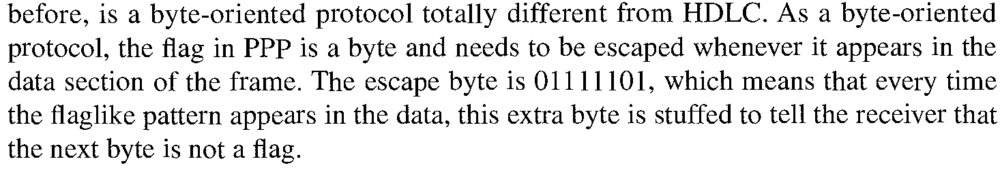 before, is a byte-oriented protocol totally different from HDLC. As a byte-oriented
protocol, the flag in PPP is a byte and needs to be escaped whenever it appears in the
data section of the frame. The escape byte is 01111101, which means that every time
the flaglike pattern appears in the data, this extra byte is stuffed to tell the receiver that
the next byte is not a flag.